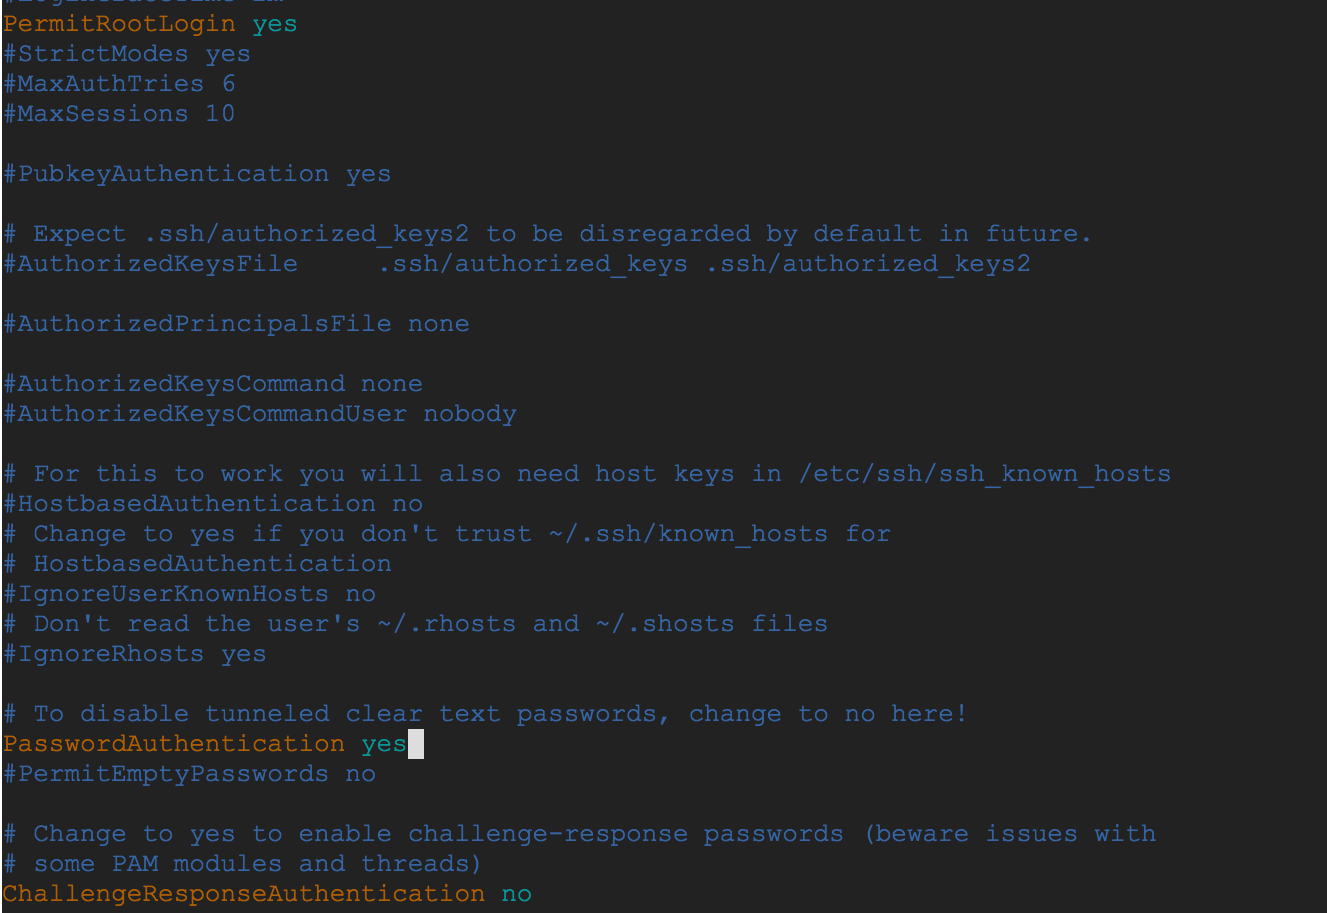 PermitRootLogin yes
#StrictModes yes
#MaxAuthTries 6
#MaxSessions 10
#PubkeyAuthentication yes
# Expect .ssh/authorized_keys2 to be disregarded by default in future.
#AuthorizedKeysFile     .ssh/authorized_keys .ssh/authorized_keys2
#AuthorizedPrincipalsFile none
#AuthorizedKeysCommand none
#AuthorizedKeysCommandUser nobody
# For this to work you will also need host keys in /etc/ssh/ssh_known_hosts
#HostbasedAuthentication no
# Change to yes if you don't trust ~/.ssh/known_hosts for
# HostbasedAuthentication
#IgnoreUserKnownHosts no
# Don't read the user's ~/.rhosts and ~/.shosts files
#IgnoreRhosts yes
# To disable tunneled clear text passwords, change to no here!
PasswordAuthentication yes
#PermitEmptyPasswords no
# Change to yes to enable challenge-response passwords (beware issues with
# some PAM modules and threads)
ChallengeResponseAuthentication no